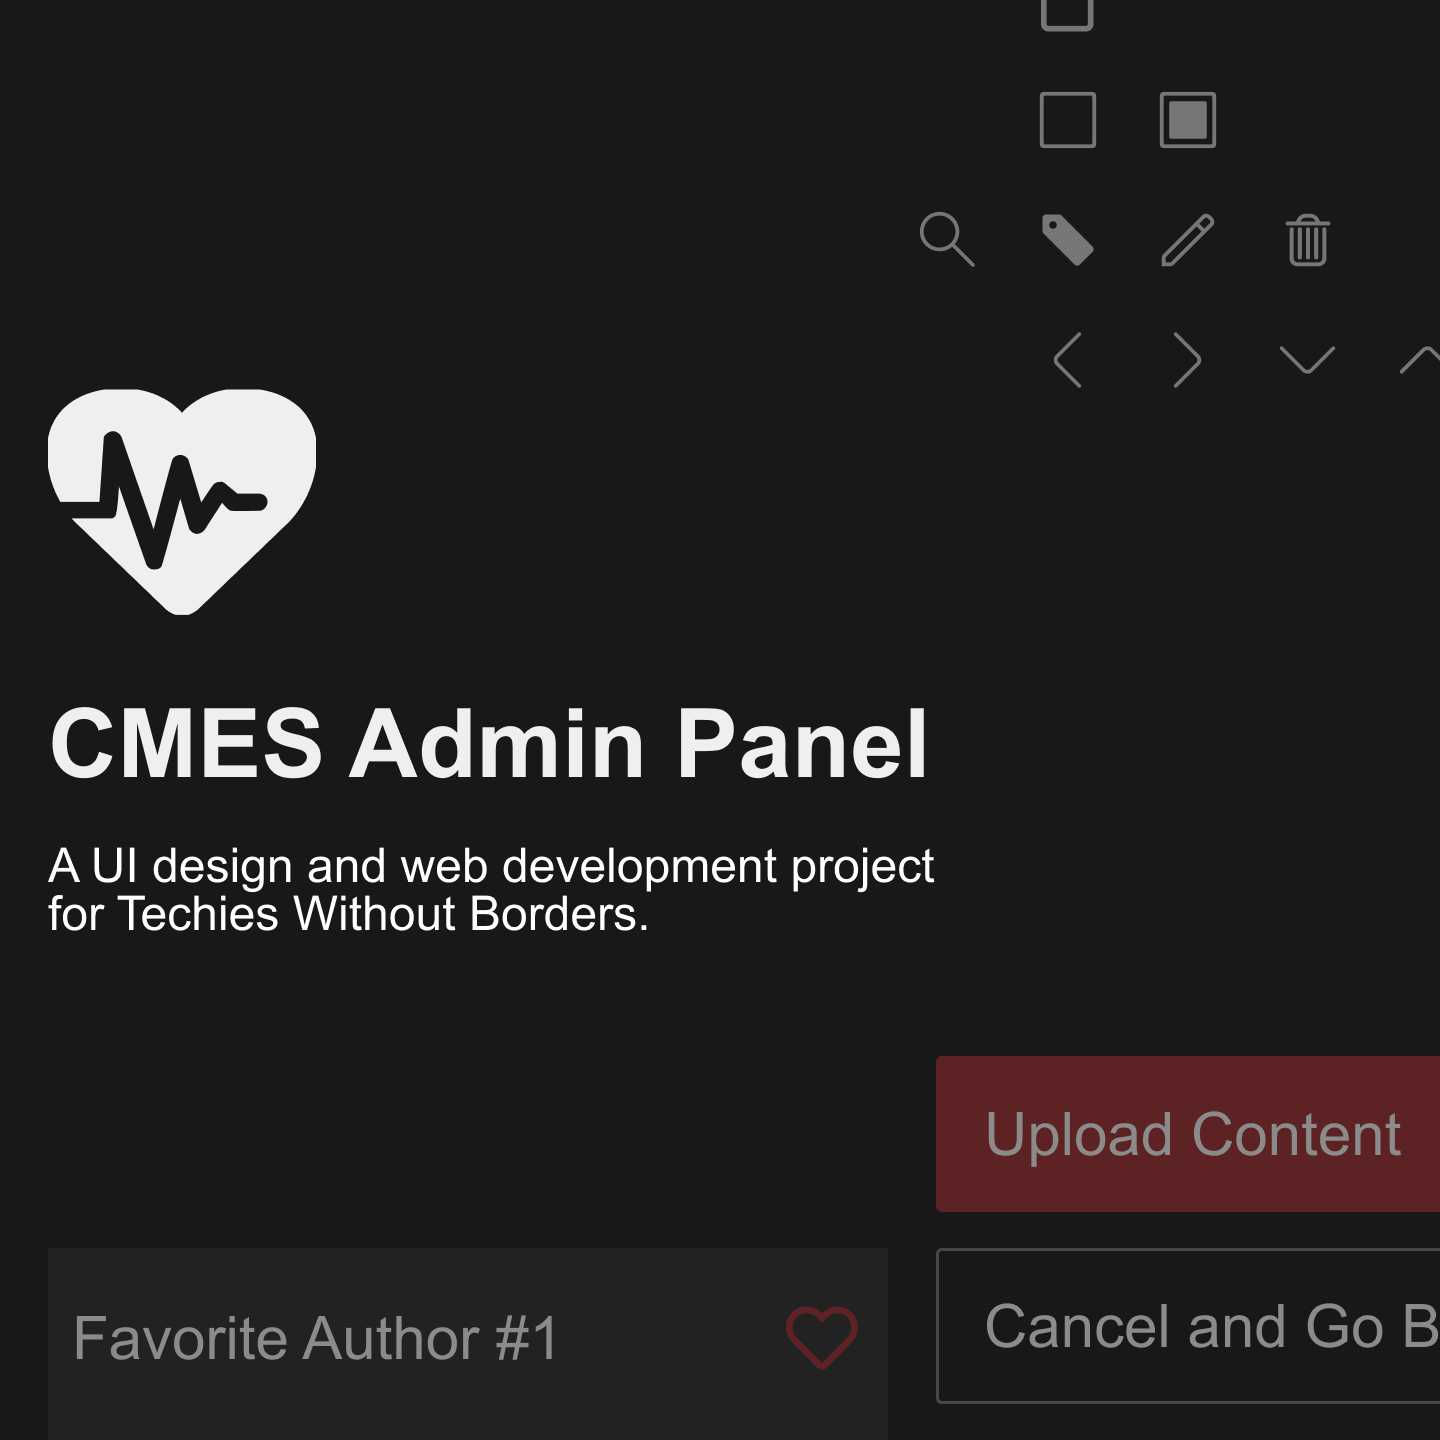 CMES Admin Panel
A UI design and web development project
for Techies Without Borders.
Upload Content
Favorite Author #1
Cancel and Go B